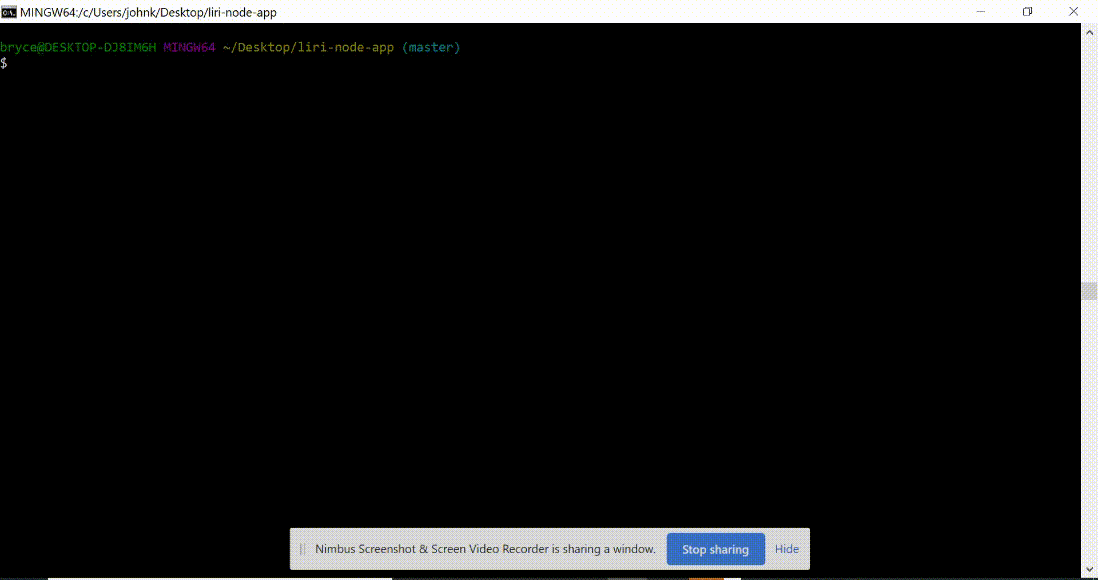 MINGW64:/c/Users/johnk/Desktop/liri-node-app
bryce@DESKTOP-DJ8IM6H MINGW64 ~/Desktop/liri-node-app (master)
$
Nimbus Screenshot & Screen Video Recorder is sharing a window. Stop sharing Hide